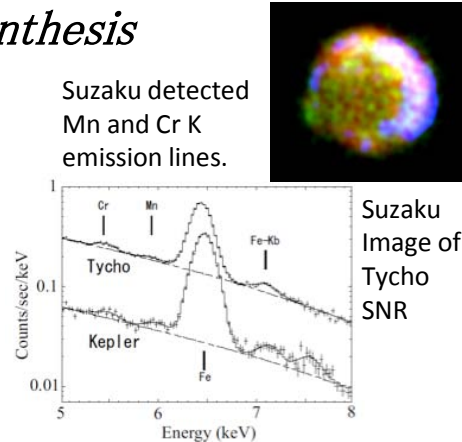 nthesis
Suzaku detected
Mn and Cr K
emission lines.
Suzaku
Image of
Tycho
SNR
1
0.1
0.01
Counts/sec/keV
Cr
Mn
Fe-Kb
Tycho
Kepler
Fe
5
6
7
8
Energy (keV)